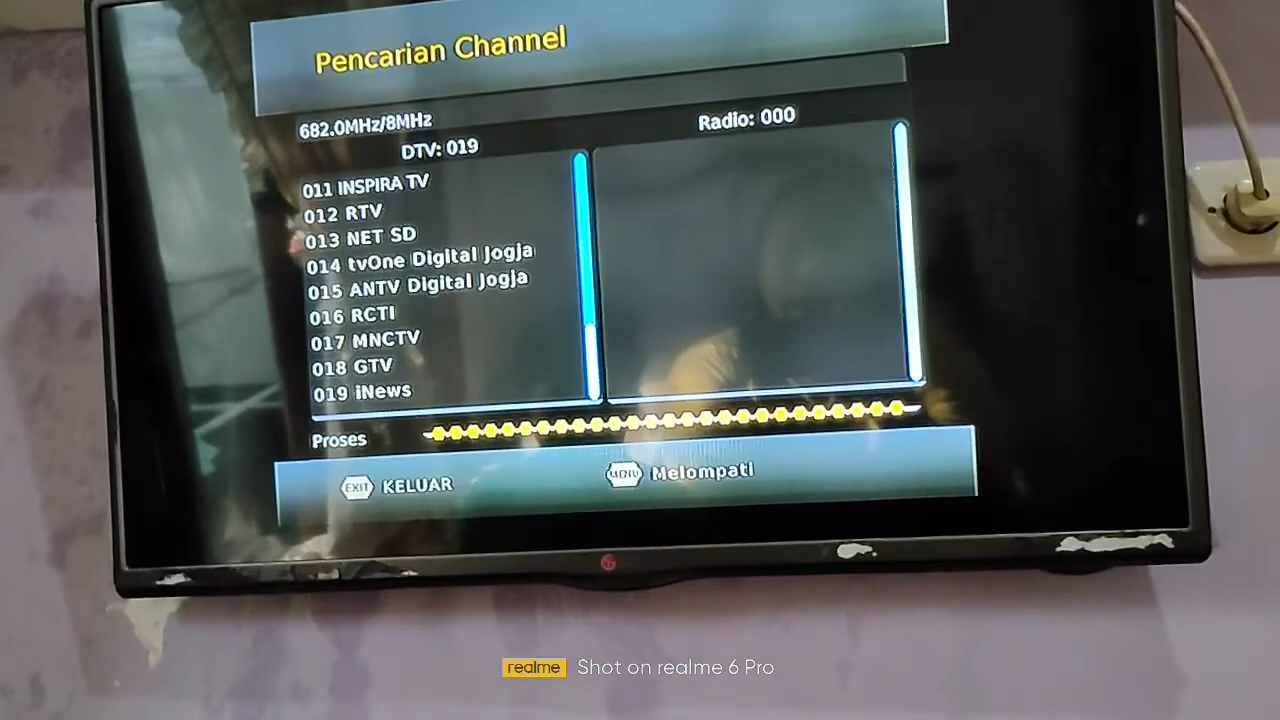 Pencarian Channel
682.0MHz/8MHz
DTV: 019
Radio: 000
011 INSPIRA TV
012 RTV
013 NET SD
014 tvOne Digital Jogja
015 ANTV Digital Jogja
016 RCTI
017 MNCTV
018 GTV
019 iNews
Proses
EXIT KELUAR
MENU Melompati
realme Shot on realme 6 Pro